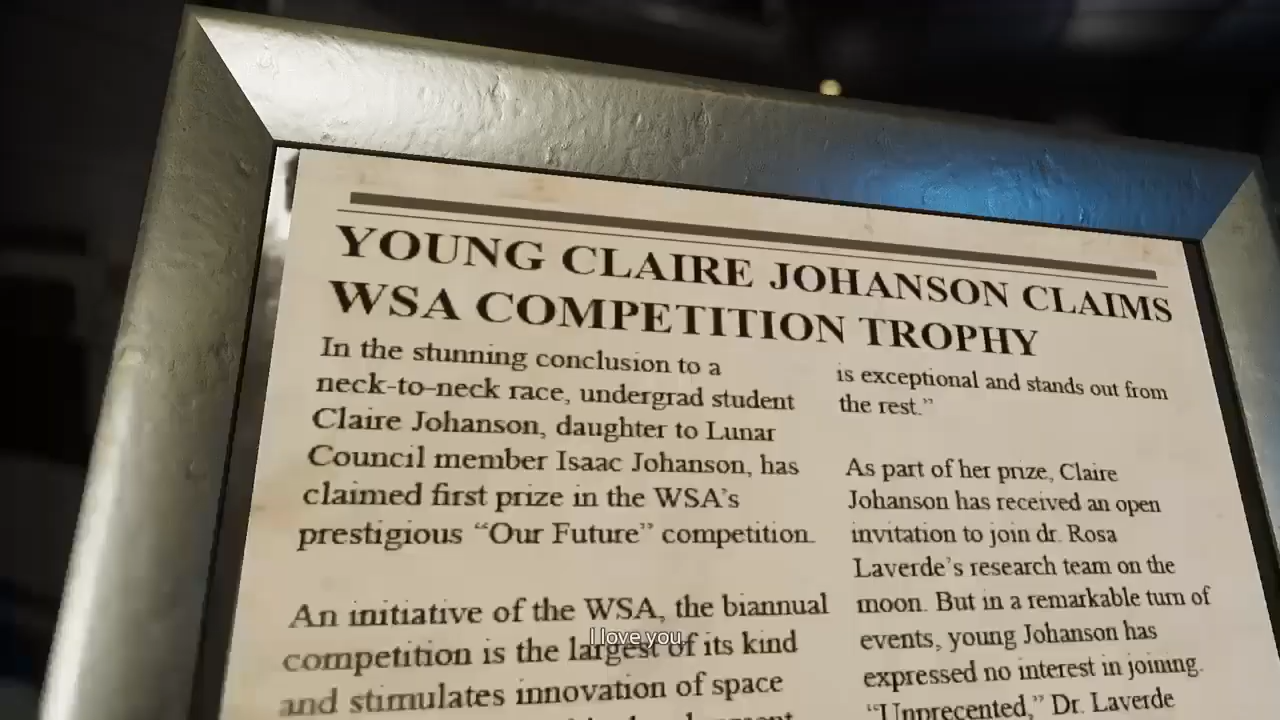 YOUNG CLAIRE JOHANSON CLAIMS
WSA COMPETITION TROPHY
In the stunning conclusion to a
neck-to-neck race, undergrad student
Claire Johanson, daughter to Lunar
Council member Isaac Johanson, has
claimed first prize in the WSA's
prestigious “Our Future” competition.
An initiative of the WSA, the biannual
competition is the largest of its kind
and stimulates innovation of space
is exceptional and stands out from
the rest.”
As part of her prize, Claire
Johanson has received an open
invitation to join dr. Rosa
Laverde's research team on the
moon. But in a remarkable turn of
events, young Johanson has
expressed no interest in joining.
“Unprecented,” Dr. Laverde
I love you.